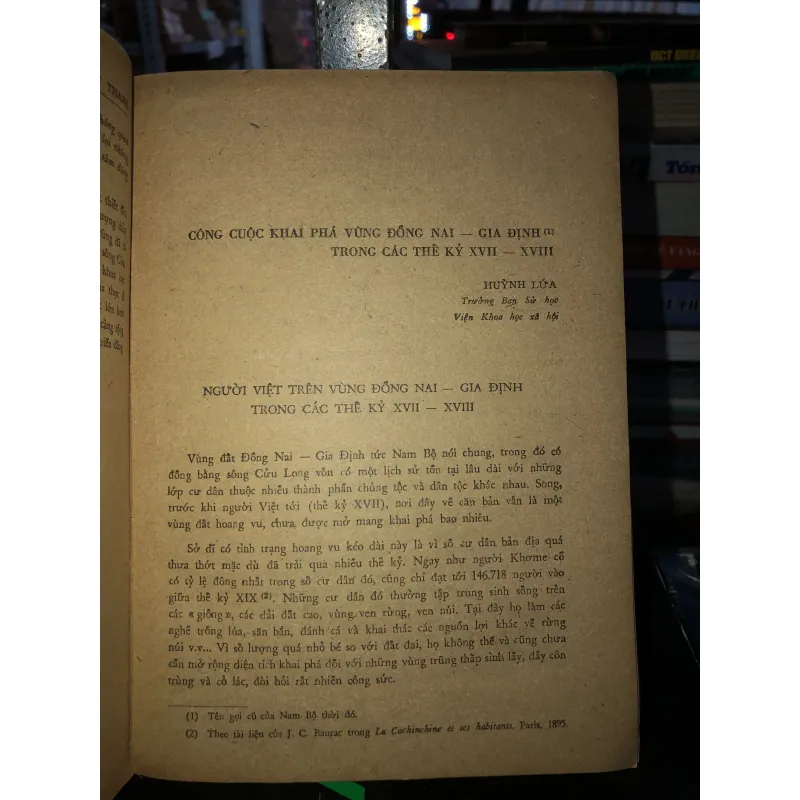 CÔNG CUỘC KHAI PHÁ VÙNG ĐỒNG NAI — GIA ĐỊNH (1)
TRONG CÁC THẾ KỶ XVII — XVIII
HUỲNH LỨA
Trưởng Ban Sử học
Viện Khoa học xã hội
NGƯỜI VIỆT TRÊN VÙNG ĐỒNG NAI — GIA ĐỊNH
TRONG CÁC THẾ KỶ XVII — XVIII
Vùng đất Đồng Nai — Gia Định tức Nam Bộ nói chung, trong đó có
đồng bằng sông Cửu Long vốn có một lịch sử tồn tại lâu dài với những
lớp cư dân thuộc nhiều thành phần chủng tộc và dân tộc khác nhau. Song,
trước khi người Việt tới (thế kỷ XVII), nơi đây về căn bản vẫn là một
vùng đất hoang vu, chưa được mở mang khai phá bao nhiêu.
Sở dĩ có tình trạng hoang vu kéo dài này là vì số cư dân bản địa quá
thưa thớt mặc dù đã trải qua nhiều thế kỷ. Ngay như người Khơme có
có tỷ lệ đông nhất trong số cư dân đó, cũng chỉ đạt tới 146.718 người vào
giữa thế kỷ XIX (2). Những cư dân đó thường tập trung sinh sống trên
các «giồng», các dải đất cao, vùng ven rừng, ven núi. Tại đây họ làm các
nghề trồng lúa, săn bắn, đánh cá và khai thác các nguồn lợi khác về rừng
núi v.v... Vì số lượng quá nhỏ bé so với đất đai, họ không thể và cũng chưa
cần mở rộng diện tích khai phá đối với những vùng trũng thấp sình lầy, đầy côn
trùng và cỏ lác, đòi hỏi rất nhiều công sức.
(1) Tên gọi cũ của Nam Bộ thời đó.
(2) Theo tài liệu của J. C. Baurac trong La Cochinchine et ses habitants, Paris, 1895.